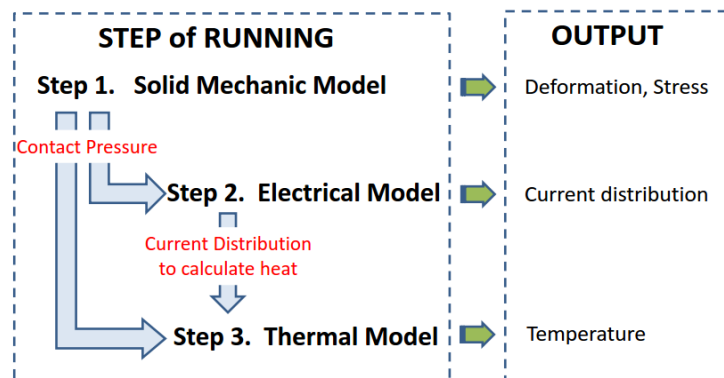 STEP of RUNNING
OUTPUT
Step 1. Solid Mechanic Model
Deformation, Stress
Contact Pressure
Step 2. Electrical Model
Current distribution
Current Distribution
to calculate heat
Step 3. Thermal Model
Temperature